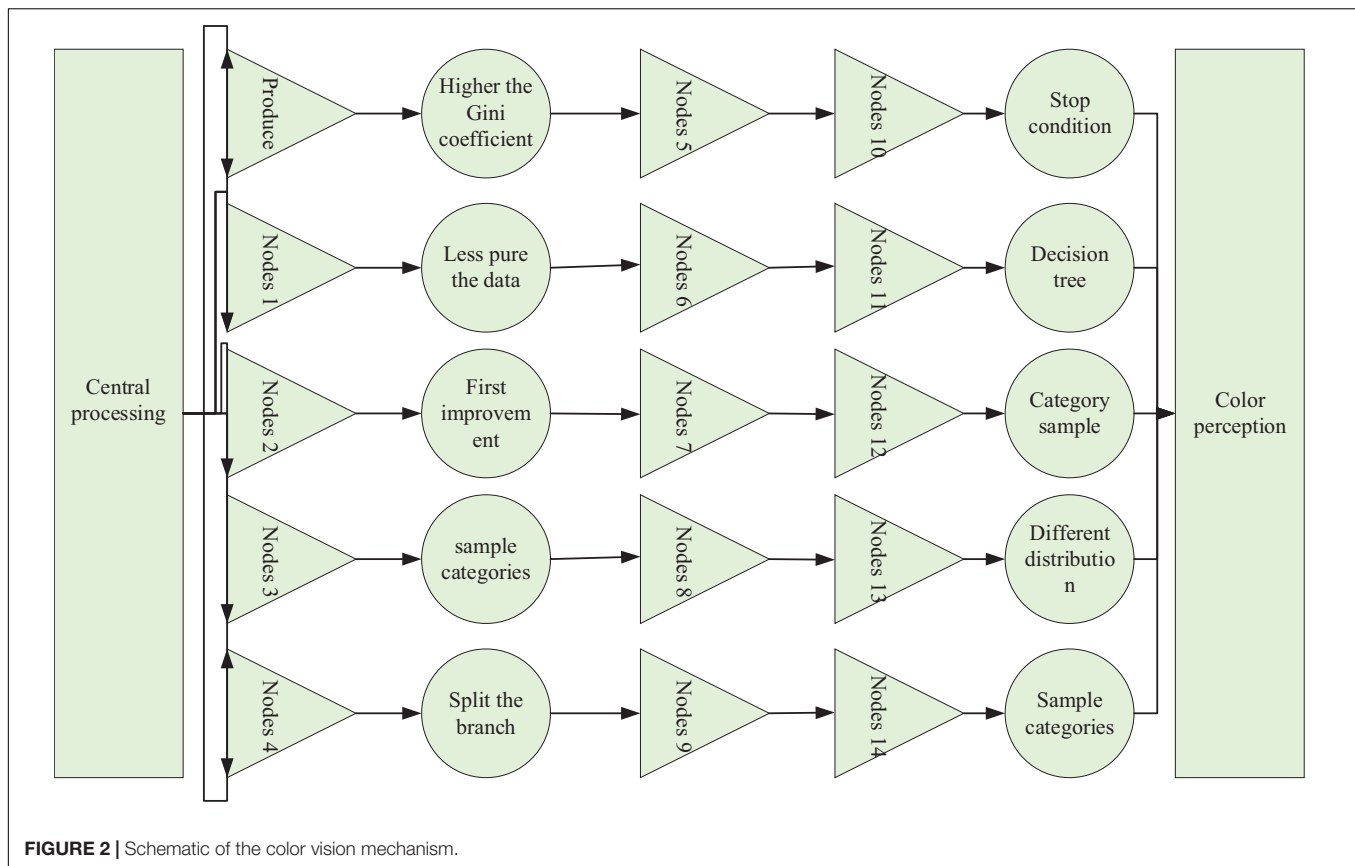 Central
processing
Produce
Higher the
Gini
coefficient
Nodes 5
Nodes 10
Stop
condition
Nodes 1
Less pure
the data
Nodes 6
Nodes 11
Decision
tree
Nodes 2
First
improvem
ent
Nodes 7
Nodes 12
Category
sample
Nodes 3
sample
categories
Nodes 8
Nodes 13
Different
distributio
n
Nodes 4
Split the
branch
Nodes 9
Nodes 14
Sample
categories
Color
perception
FIGURE 2 | Schematic of the color vision mechanism.